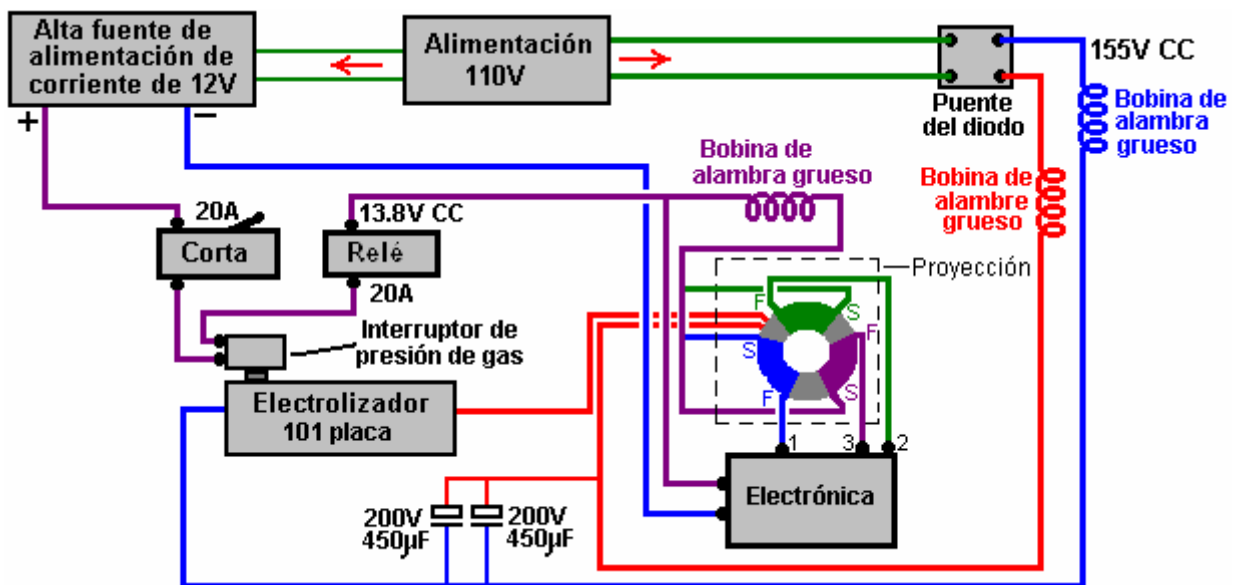 Alta fuente de
alimentación de
corriente de 12V
Alimentación
110V
155V CC
Puente
del diodo
Bobina de
alambra
grueso
+
−
Bobina de
alambra grueso
Bobina de
alambre
grueso
20A
13.8V CC
Corta
Relé
20A
Proyección
F
S
F
S
S
F
Interruptor de
presión de gas
Electrolizador
101 placa
1
3
2
Electrónica
200V
450µF
200V
450µF